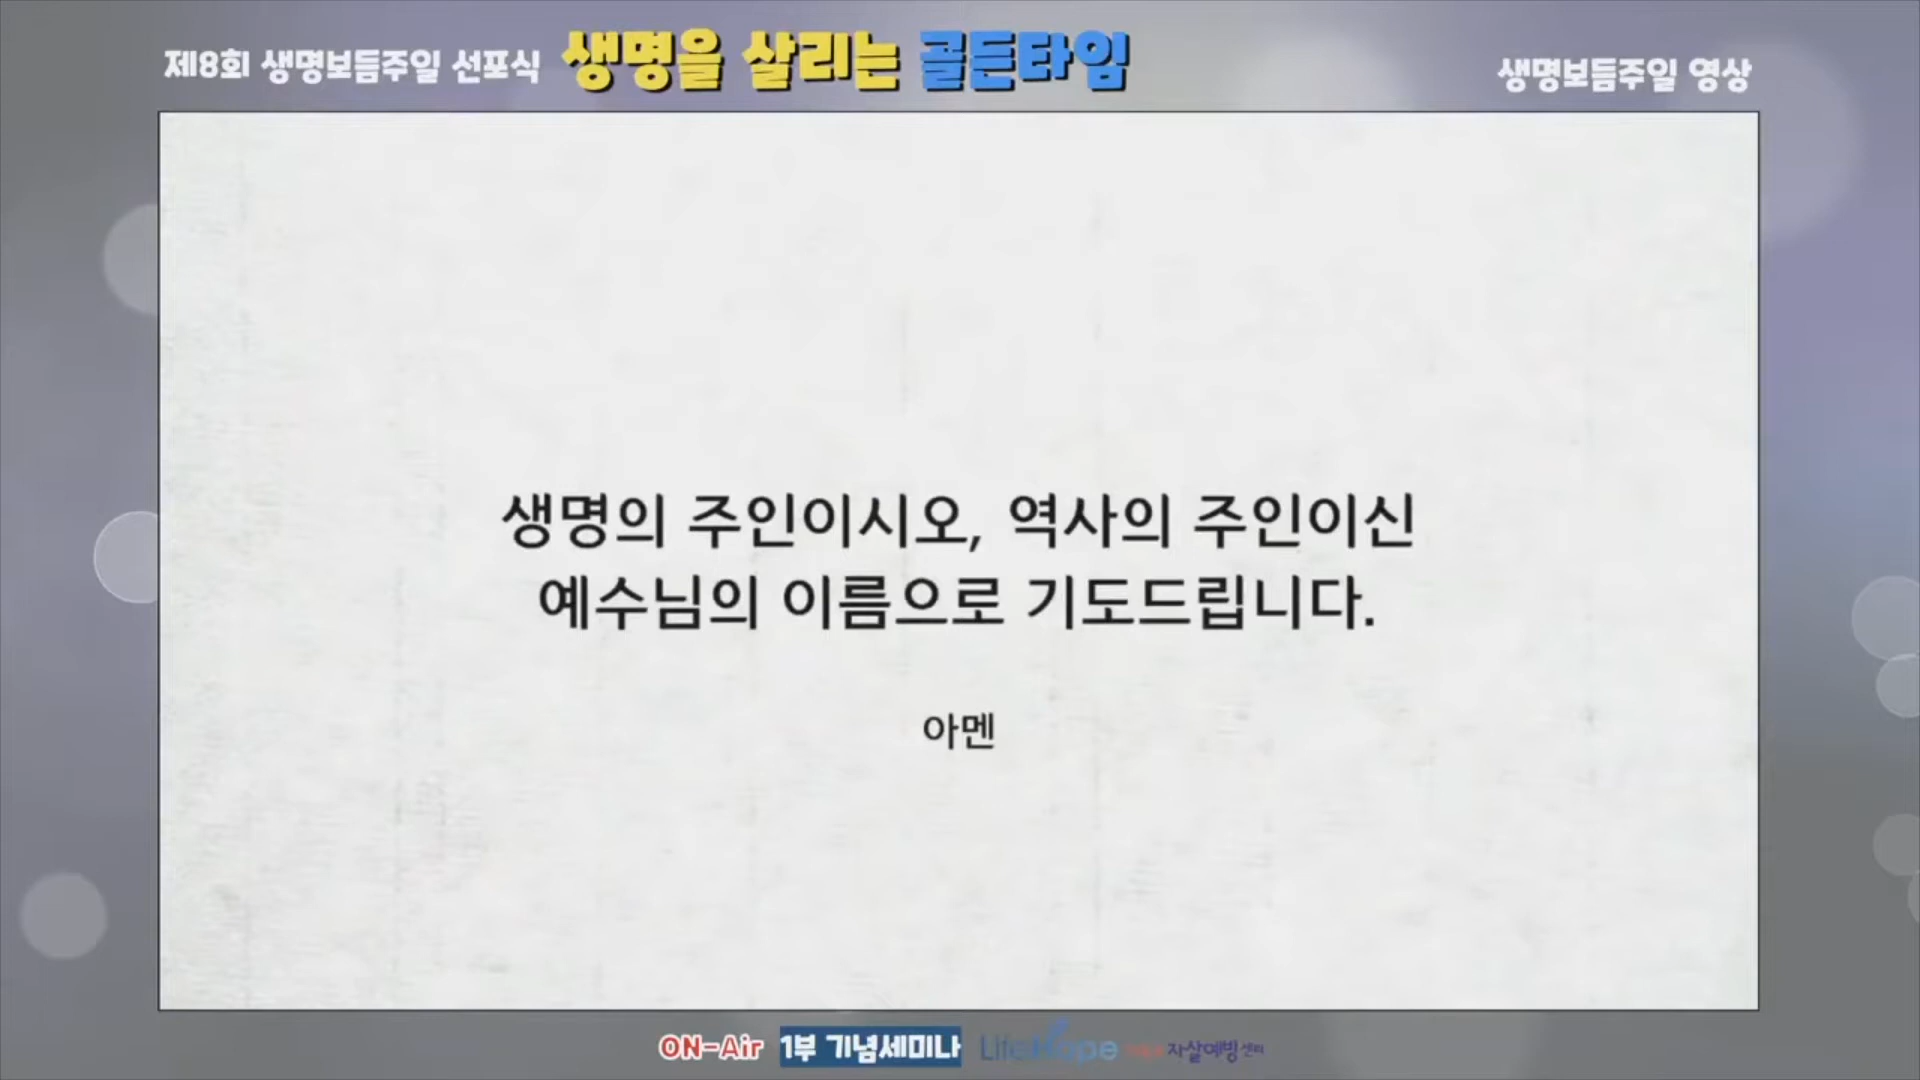 제8회 생명보듬주일 선포식 생명을 살리는 골든타임
생명보듬주일 영상
생명의 주인이시오, 역사의 주인이신
예수님의 이름으로 기도드립니다.
아멘
ON-Air 1부 기념세미나 LifeHope 자살예방센터